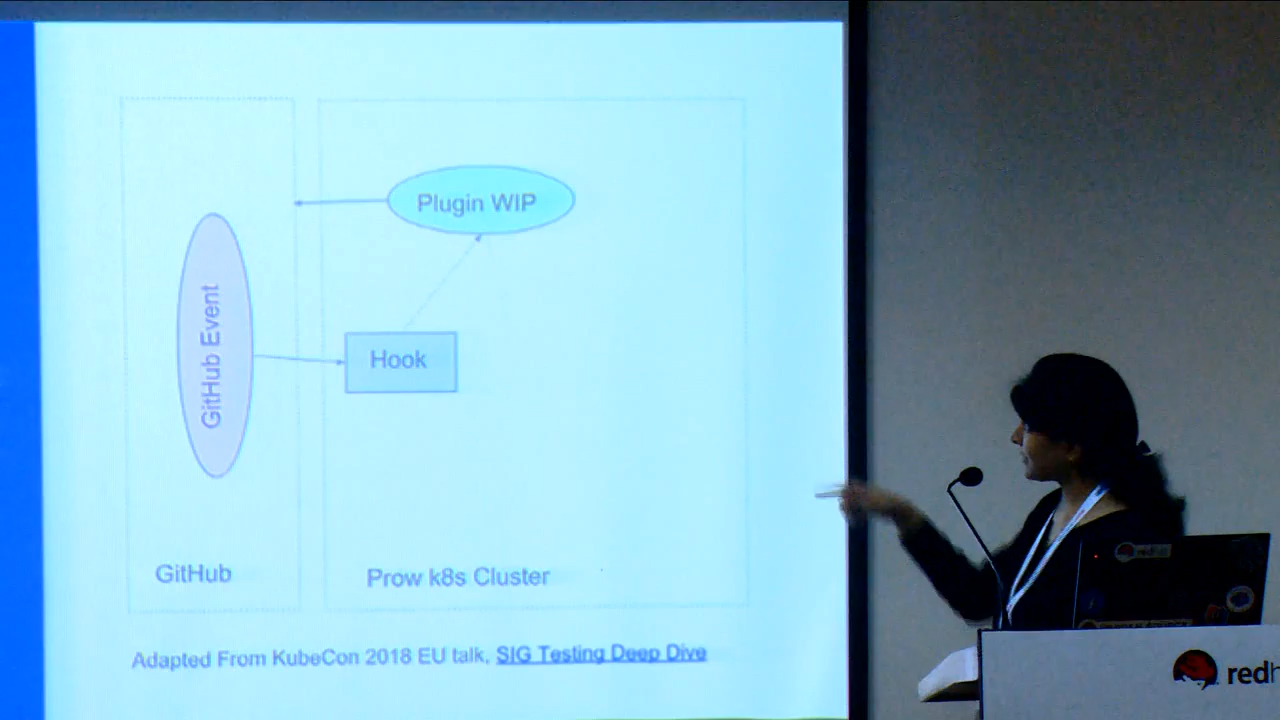 Plugin WIP
GitHub Event
Hook
GitHub
Prow k8s Cluster
Adapted From KubeCon 2018 EU talk, SIG Testing Deep Dive
redh